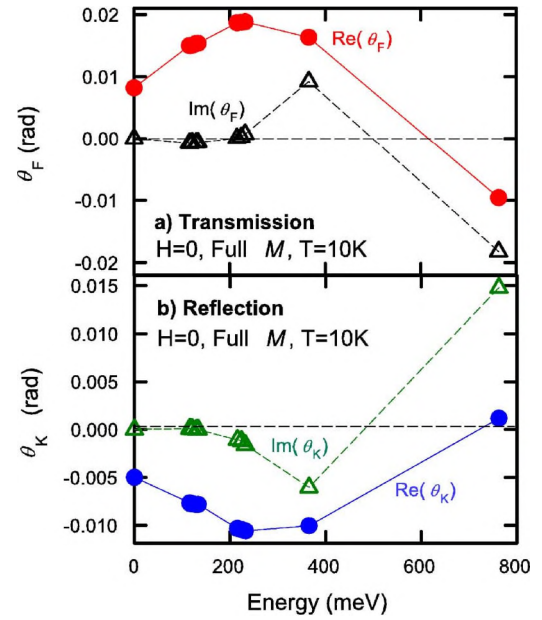 0.02
0.01
0.00
-0.01
-0.02
θF (rad)
Re(θF)
Im(θF)
a) Transmission
H=0, Full M, T=10K
0.015
0.010
0.005
0.000
-0.005
-0.010
θK (rad)
b) Reflection
H=0, Full M, T=10K
Im(θK)
Re(θK)
0 200 400 600 800
Energy (meV)